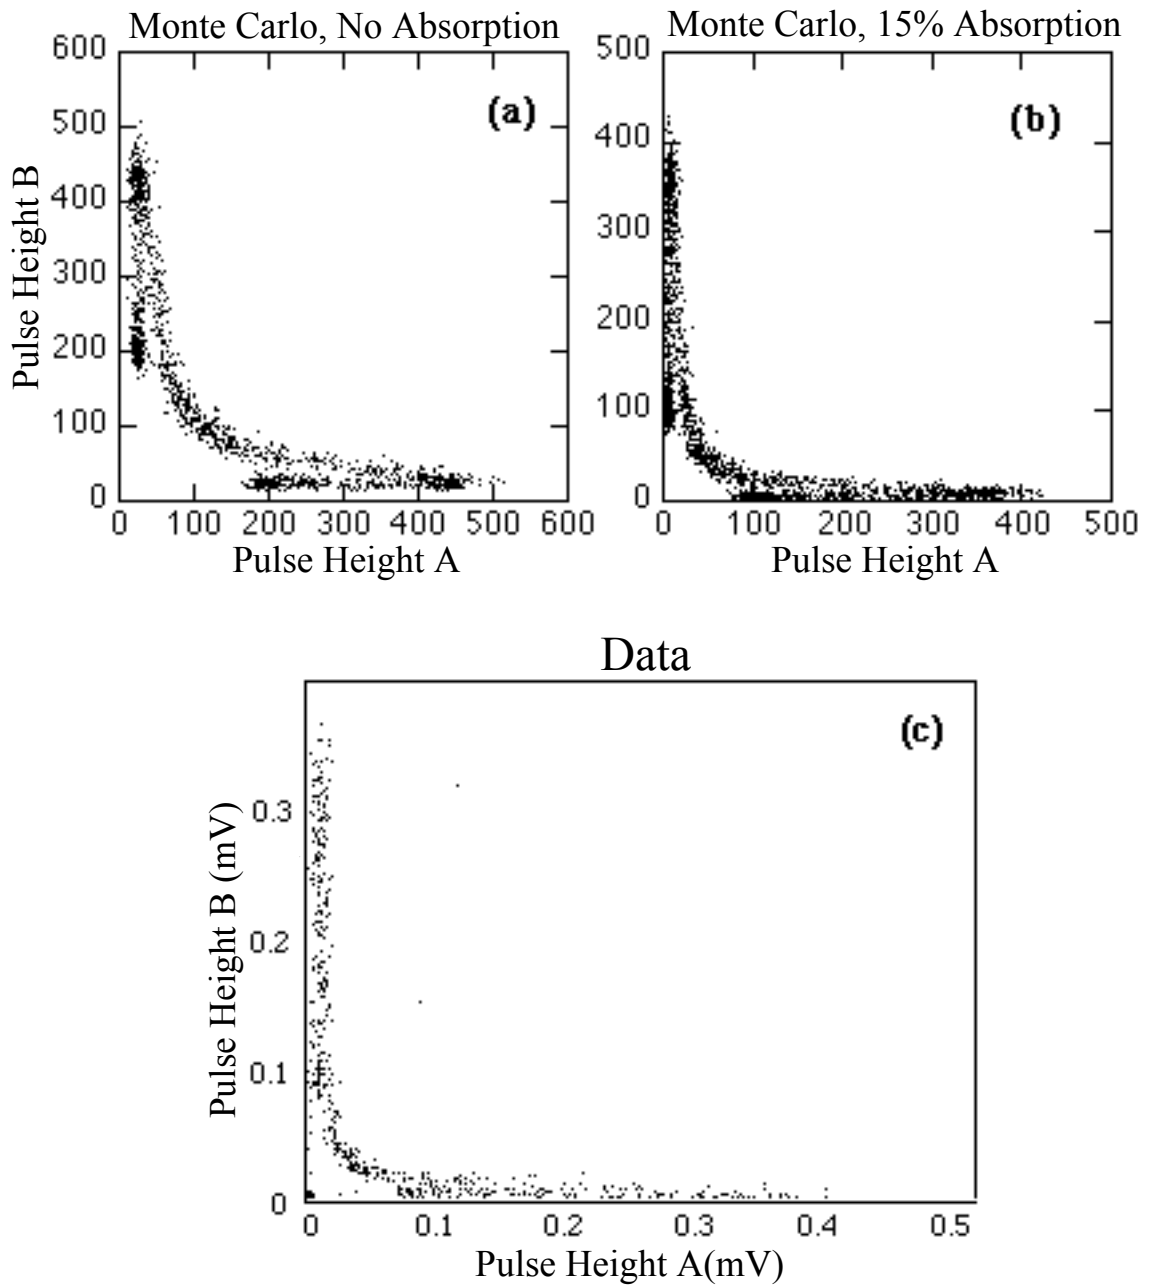 Monte Carlo, No Absorption
Monte Carlo, 15% Absorption
600
500
400
300
200
100
0
Pulse Height B
(a)
0 100 200 300 400 500 600
Pulse Height A
500
400
300
200
100
0
Pulse Height B
(b)
0 100 200 300 400 500
Pulse Height A
Data
(c)
0.3
0.2
0.1
0
Pulse Height B (mV)
0 0.1 0.2 0.3 0.4 0.5
Pulse Height A(mV)